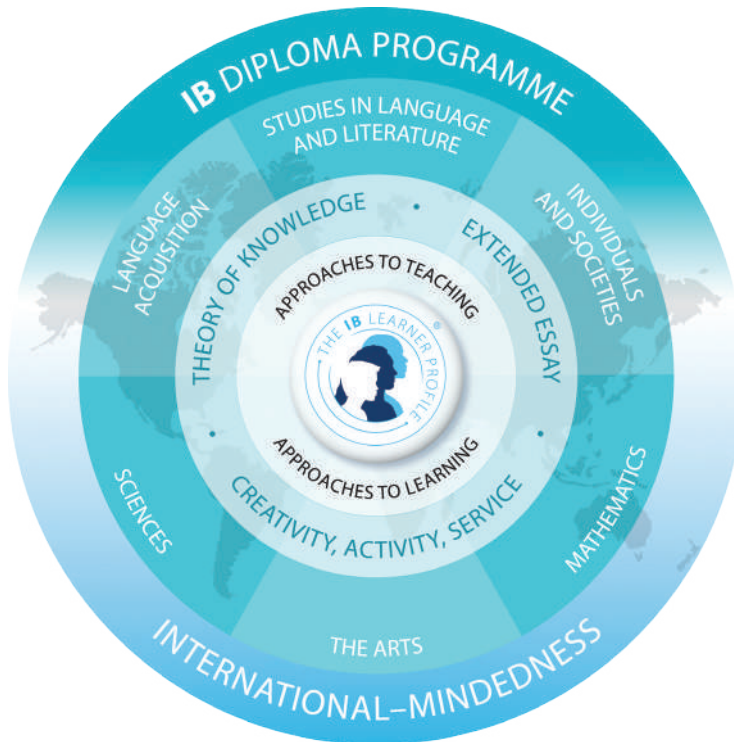 IB DIPLOMA PROGRAMME
STUDIES IN LANGUAGE
AND LITERATURE
LANGUAGE
ACQUISITION
INDIVIDUALS
AND SOCIETIES
THEORY OF KNOWLEDGE •
EXTENDED ESSAY •
APPROACHES TO TEACHING
• THE IB LEARNER PROFILE •
®
APPROACHES TO LEARNING
• CREATIVITY, ACTIVITY, SERVICE
SCIENCES
MATHEMATICS
THE ARTS
INTERNATIONAL–MINDEDNESS